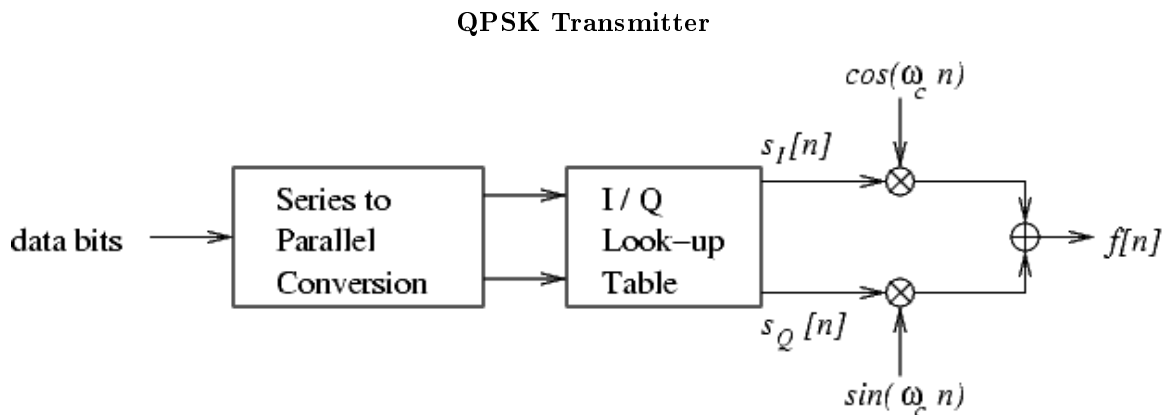 QPSK Transmitter
cos(ω_c n)
s_I[n]
data bits
Series to
Parallel
Conversion
I / Q
Look-up
Table
f[n]
s_Q [n]
sin( ω_c n)